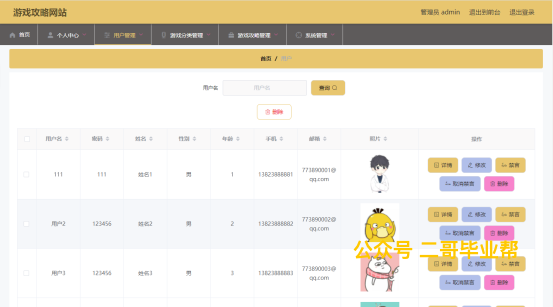 游戏攻略网站
管理员 admin 退出到前台 退出登录
首页 个人中心 用户管理 游戏分类管理 游戏攻略管理 系统管理
首页 / 用户
用户名 用户名 查询
删除
用户名 密码 姓名 性别 年龄 手机 邮箱 照片 操作
111 111 姓名1 男 1 13823888881 773890001@qq.com 详情 修改 禁言
取消禁言 删除
用户2 123456 姓名2 男 2 13823888882 773890002@qq.com 详情 修改 禁言
取消禁言 删除
公众号 二哥毕业帮
用户3 123456 姓名3 男 3 13823888883 773890003@qq.com 详情 修改 禁言
取消禁言 删除